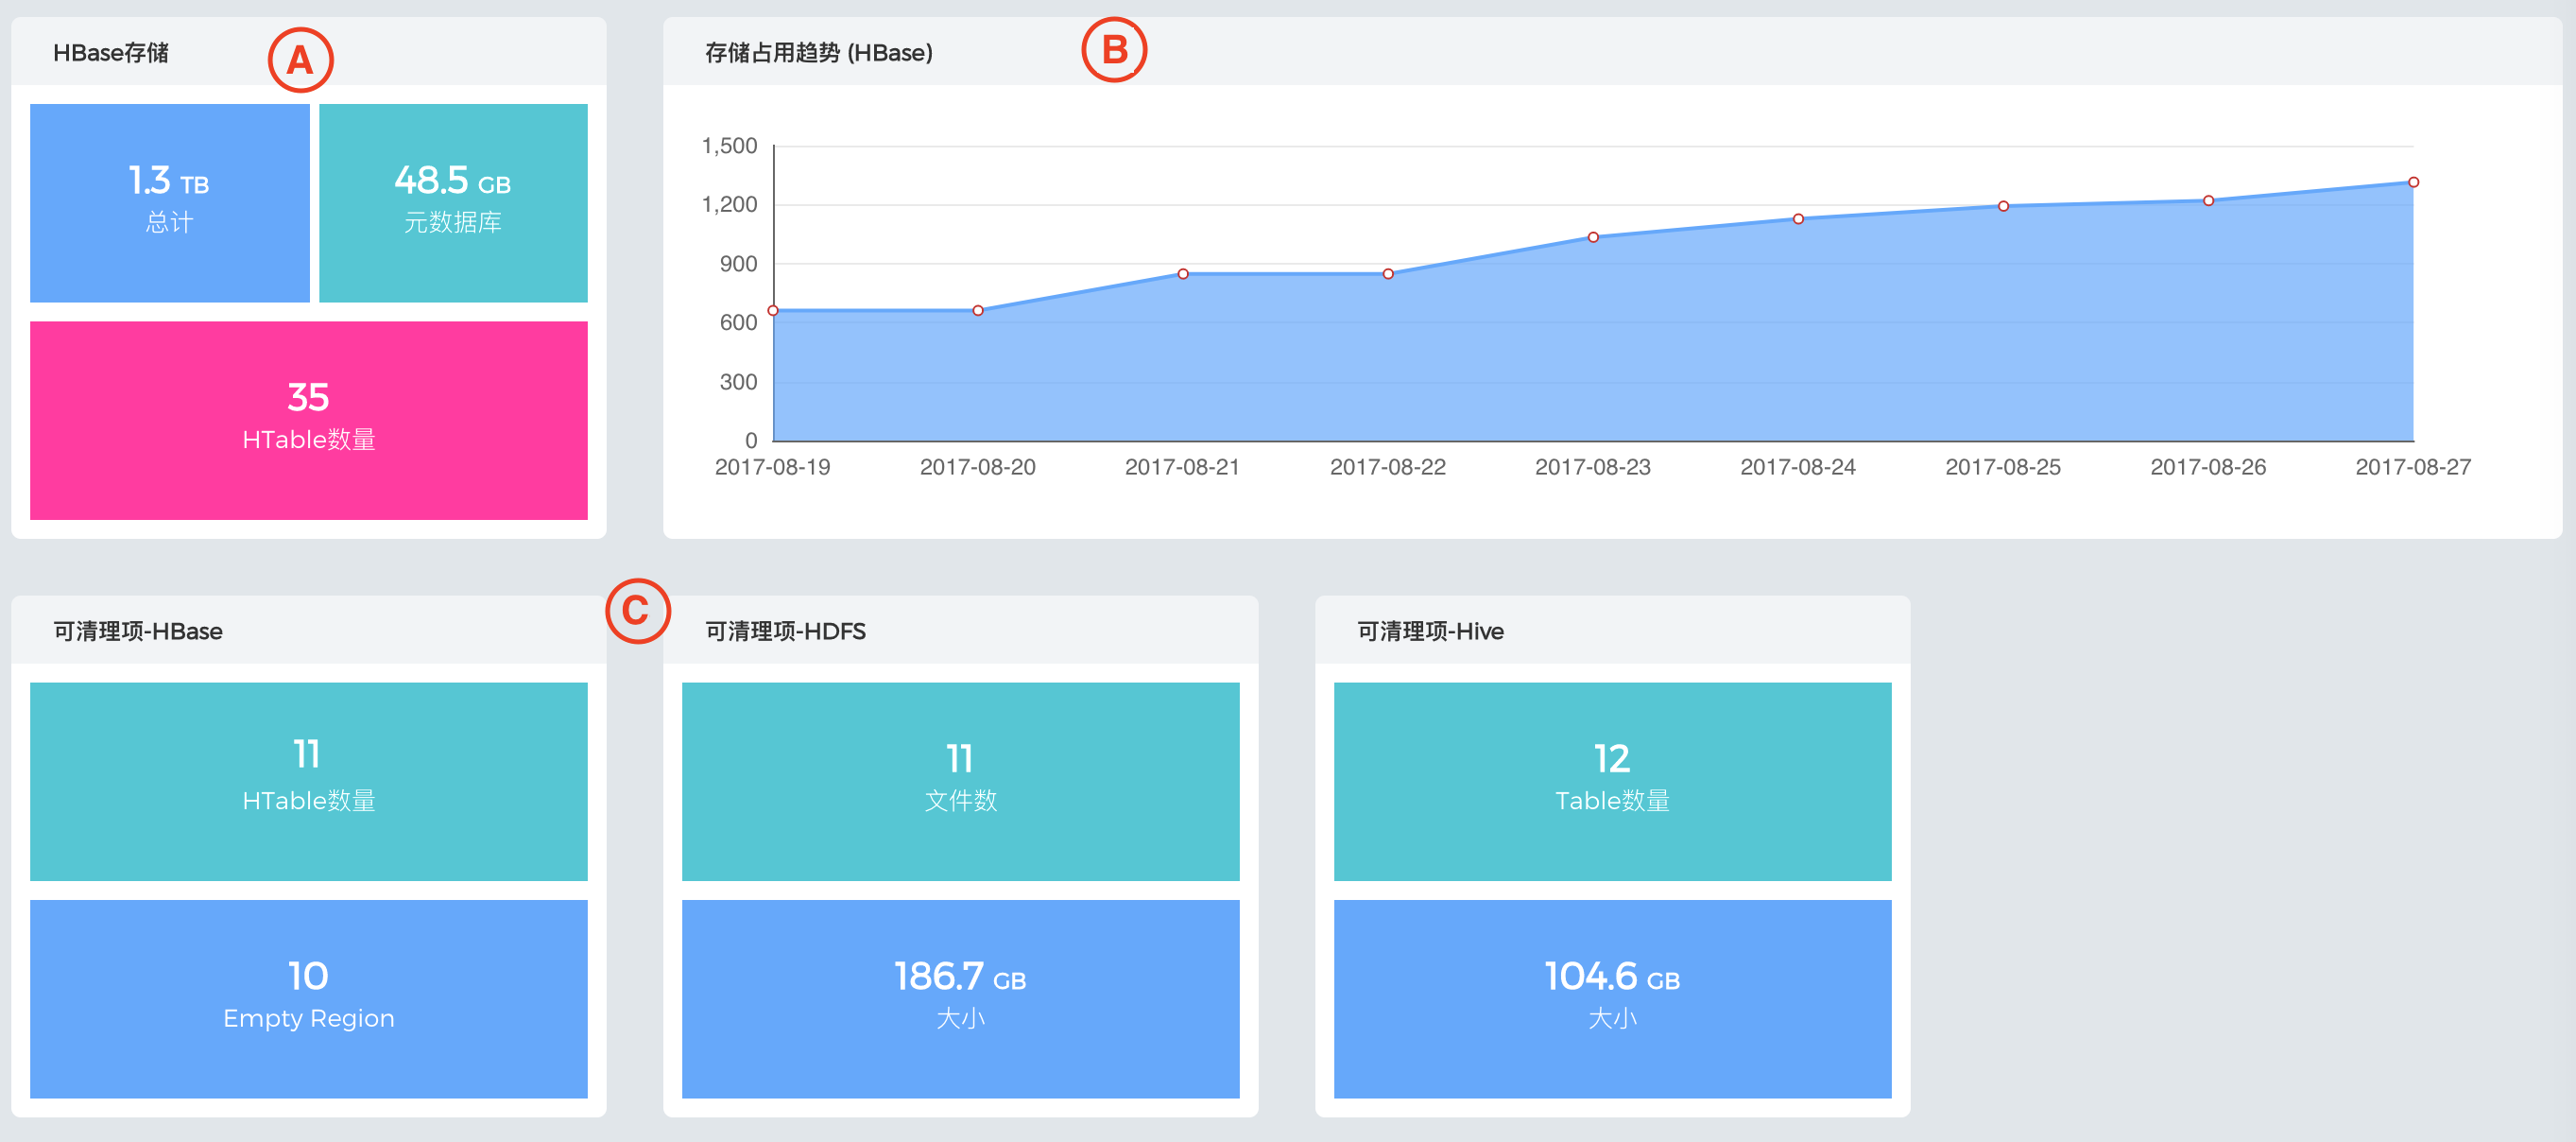 HBase存储
A
1.3 TB
总计
48.5 GB
元数据库
35
HTable数量
存储占用趋势 (HBase)
B
1,500
1,200
900
600
300
0
2017-08-19 2017-08-20 2017-08-21 2017-08-22 2017-08-23 2017-08-24 2017-08-25 2017-08-26 2017-08-27
可清理项-HBase
11
HTable数量
10
Empty Region
C
可清理项-HDFS
11
文件数
186.7 GB
大小
可清理项-Hive
12
Table数量
104.6 GB
大小